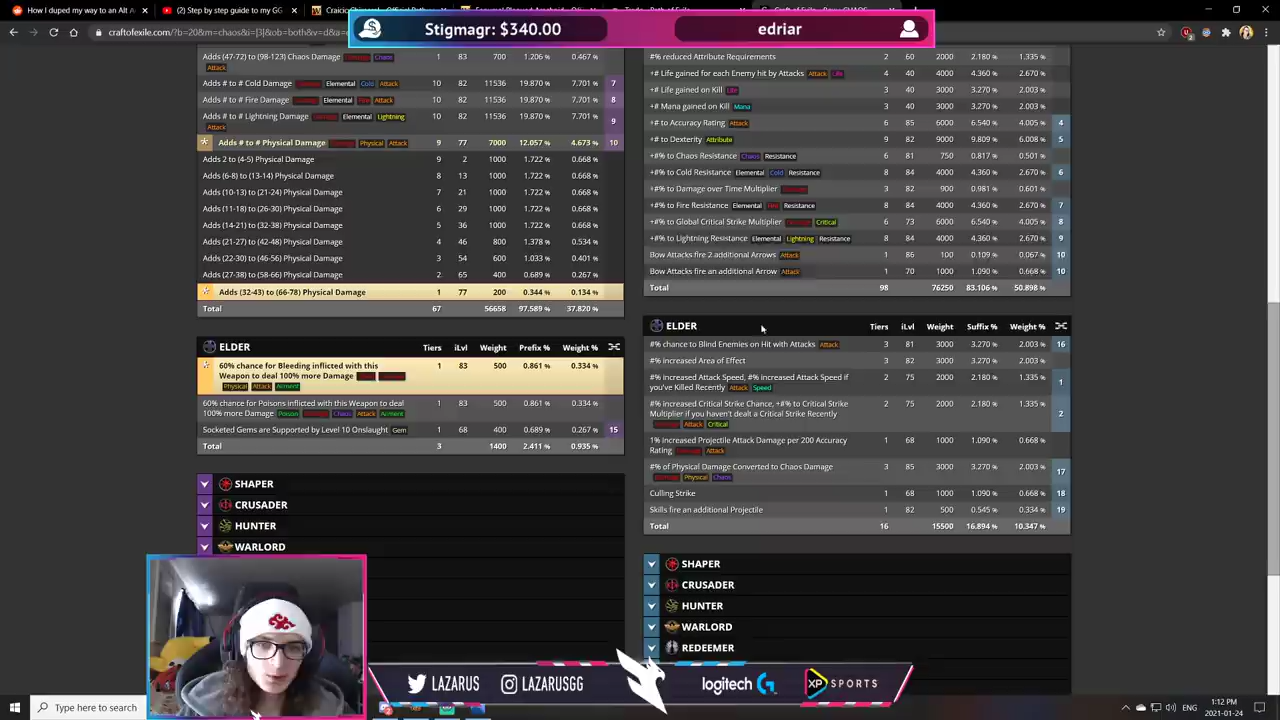 Hi, I duped my way to an Alt A
(2) Step by step guide to my GG
craftofexile.com/?b=20&m=chaos&i=[3]&cs=both&v=d&a=e
Stigmagr: $340.00
edriar
Adds (47-72) to (98-123) Chaos Damage Damage Chaos 1 83 700 1.206 % 0.467 %
Attack
Adds # to # Cold Damage Damage Elemental Cold Attack 10 82 11536 19.870 % 7.701 % 7
Adds # to # Fire Damage Damage Elemental Fire Attack 10 82 11536 19.870 % 7.701 % 8
Adds # to # Lightning Damage Damage Elemental Lightning 10 82 11536 19.870 % 7.701 % 9
Attack
Adds # to # Physical Damage Damage Physical Attack 9 77 7000 12.057 % 4.673 % 10
Adds 2 to (4-5) Physical Damage 9 2 1000 1.722 % 0.668 %
Adds (6-8) to (13-14) Physical Damage 8 13 1000 1.722 % 0.668 %
Adds (10-13) to (21-24) Physical Damage 7 21 1000 1.722 % 0.668 %
Adds (11-18) to (26-30) Physical Damage 6 29 1000 1.722 % 0.668 %
Adds (14-21) to (32-38) Physical Damage 5 36 1000 1.722 % 0.668 %
Adds (21-27) to (42-48) Physical Damage 4 46 800 1.378 % 0.534 %
Adds (22-30) to (46-56) Physical Damage 3 54 600 1.033 % 0.401 %
Adds (27-38) to (58-66) Physical Damage 2 65 400 0.689 % 0.267 %
Adds (32-43) to (66-78) Physical Damage 1 77 200 0.344 % 0.134 %
Total 67 56658 97.589 % 37.820 %
ELDER Tiers iLvl Weight Prefix % Weight %
60% chance for Bleeding inflicted with this 1 83 500 0.861 % 0.334 %
Weapon to deal 100% more Damage
Physical Attack Ailment
60% chance for Poisons inflicted with this Weapon to deal 1 83 500 0.861 % 0.334 %
100% more Damage Poison Damage Chaos Attack Ailment
Socketed Gems are Supported by Level 10 Onslaught Gem 1 68 400 0.689 % 0.267 % 15
Total 3 1400 2.411 % 0.935 %
SHAPER
CRUSADER
HUNTER
WARLORD
#% reduced Attribute Requirements 2 60 2000 2.180 % 1.335 %
+# Life gained for each Enemy hit by Attacks Attack Life 4 40 4000 4.360 % 2.670 %
+# Life gained on Kill Life 3 40 3000 3.270 % 2.003 %
+# Mana gained on Kill Mana 3 40 3000 3.270 % 2.003 %
+# to Accuracy Rating Attack 6 85 6000 6.540 % 4.005 % 4
+# to Dexterity Attribute 9 82 9000 9.809 % 6.008 % 5
+#% to Chaos Resistance Chaos Resistance 6 81 750 0.817 % 0.501 %
+#% to Cold Resistance Elemental Cold Resistance 8 84 4000 4.360 % 2.670 % 6
+#% to Damage over Time Multiplier Damage 3 82 900 0.981 % 0.601 %
+#% to Fire Resistance Elemental Fire Resistance 8 84 4000 4.360 % 2.670 % 7
+#% to Global Critical Strike Multiplier Damage Critical 6 73 6000 6.540 % 4.005 % 8
+#% to Lightning Resistance Elemental Lightning Resistance 8 84 4000 4.360 % 2.670 % 9
Bow Attacks fire 2 additional Arrows Attack 1 86 100 0.109 % 0.067 % 10
Bow Attacks fire an additional Arrow Attack 1 70 1000 1.090 % 0.668 % 10
Total 98 76250 83.106 % 50.898 %
ELDER Tiers iLvl Weight Suffix % Weight %
#% chance to Blind Enemies on Hit with Attacks Attack 3 81 3000 3.270 % 2.003 % 16
#% increased Area of Effect 3 82 3000 3.270 % 2.003 %
#% increased Attack Speed, #% increased Attack Speed if 2 75 2000 2.180 % 1.335 % 1
you've Killed Recently Attack Speed
#% increased Critical Strike Chance, +#% to Critical Strike 2 75 2000 2.180 % 1.335 % 2
Multiplier if you haven't dealt a Critical Strike Recently
Damage Attack Critical
1% increased Projectile Attack Damage per 200 Accuracy 1 68 1000 1.090 % 0.668 %
Rating Damage Attack
#% of Physical Damage Converted to Chaos Damage 3 85 3000 3.270 % 2.003 % 17
Damage Physical Chaos
Culling Strike 1 68 1000 1.090 % 0.668 % 18
Skills fire an additional Projectile 1 82 500 0.545 % 0.334 % 19
Total 16 15500 16.894 % 10.347 %
SHAPER
CRUSADER
HUNTER
WARLORD
REDEEMER
LAZARUS
LAZARUSGG
logitech G
XP SPORTS
Type here to search
ENG
1:12 PM
2021-01-24